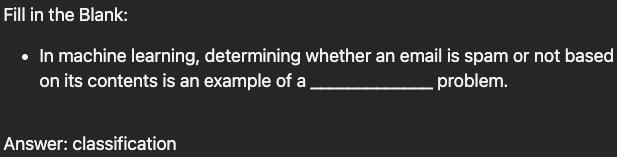 Fill in the Blank:
• In machine learning, determining whether an email is spam or not based
on its contents is an example of a ______________ problem.
Answer: classification